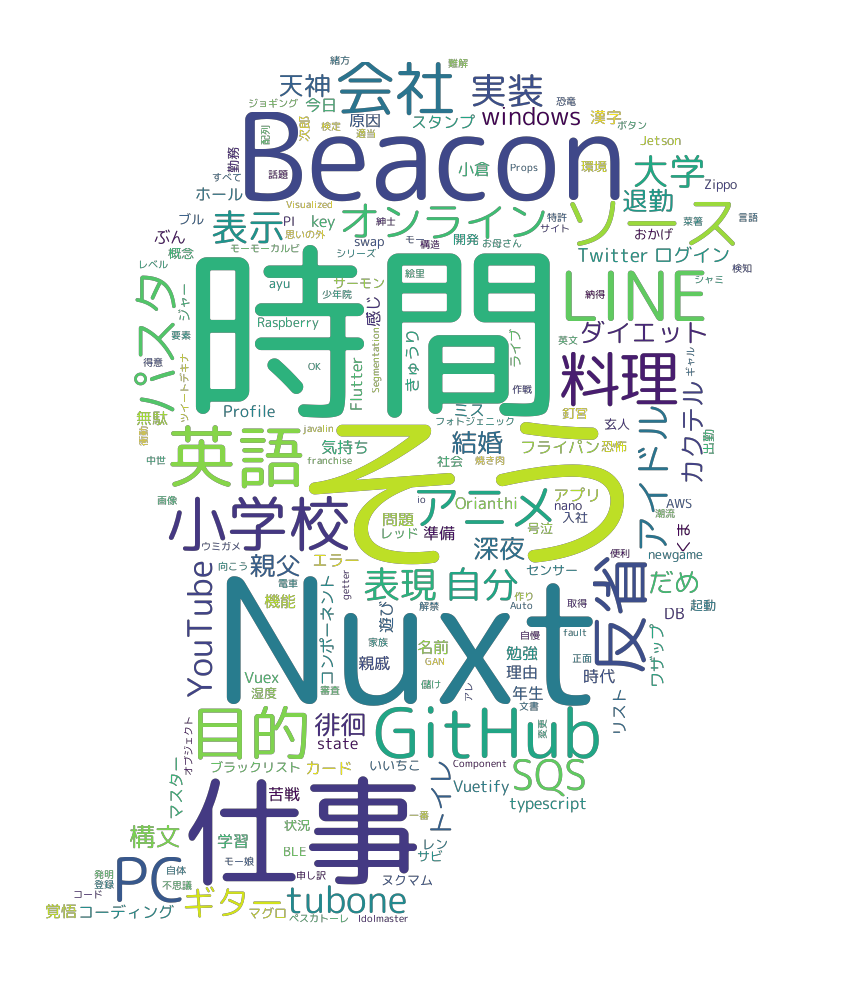 緒方
難解
天神
会社
実装
ジョギング
今日
恐竜
Beacon
原因
スタンプ
windows
漢字
ボタン
配列
次郎
検定
適当
Jetson
勤務
話題
小倉
Props
環境
大学
すべて
ホール
Zippo
Visualized
退勤
ブル
表示
PI
key
紳士
オンライン
特許
サイト
ソース
菜箸
言語
ぶん
思いの外
swap
モー
構造
開発
お母さん
おかげ
概念
モーモーカルビ
シリーズ
Twitter
ログイン
レベル
時間
絵里
検知
ayu
サーモン
少年院
感じ
納得
LINE
シャミ
パスタ
ジャー
Raspberry
きゅうり
ライブ
英文
ダイエット
要素
Segmentation
OK
Flutter
得意
ツイートデキナ
作戦
料理
ギャル
無駄
Profile
ミス
釘宮
フォトジェニック
玄人
カクテル
衝動
javalin
気持ち
結婚
フライパン
恐怖
出勤
英語
そう
中世
franchise
社会
焼き肉
アイドル
画像
io
アニメ
Orianthi
アプリ
nano
AWS
小学校
問題
レッド
準備
号泣
入社
潮流
くま
ウミガメ
向こう
親父
エラー
深夜
センサー
便利
newgame
YouTube
電車
getter
表現
自分
反省
だめ
機能
コンポーネント
遊び
解禁
作り
Auto
取得
DB
起動
Nuxt
家族
名前
自慢
fault
勉強
正面
ワザップ
Vuex
親戚
GAN
理由
時代
湿度
審査
儲け
アレ
年生
文書
リスト
目的
徘徊
state
GitHub
変更
オブジェクト
ブラックリスト
カード
いいちこ
Component
SQS
マスター
仕事
苦戦
トイレ
Vuetify
typescript
一番
構文
学習
状況
BLE
レン
サビ
モー娘
申し訳
ヌクマム
発明
登録
PC
自体
不思議
コード
覚悟
コーディング
ギター
マグロ
tubone
ペスカトーレ
Idolmaster